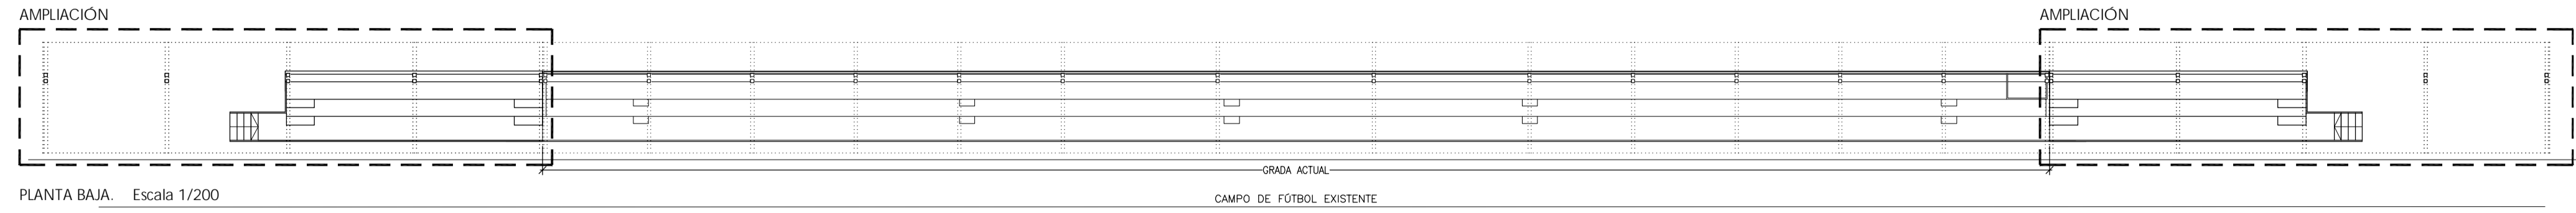 AMPLIACIÓN
AMPLIACIÓN
GRADA ACTUAL
PLANTA BAJA. Escala 1/200
CAMPO DE FÚTBOL EXISTENTE